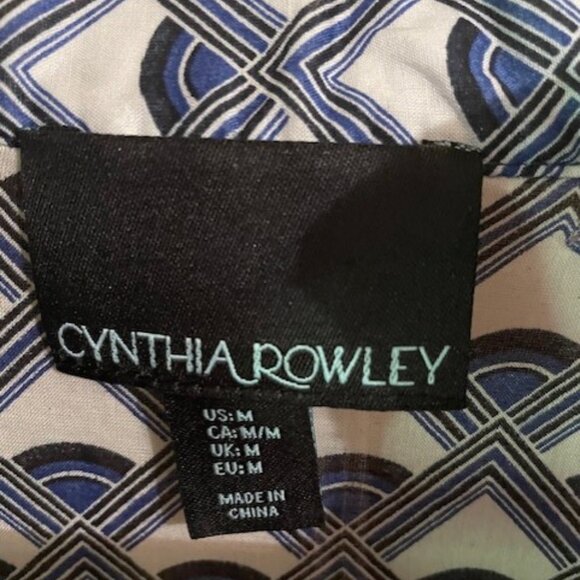 CYNTHIA ROWLEY
US: M
CA: M/M
UK: M
EU: M
MADE IN
CHINA